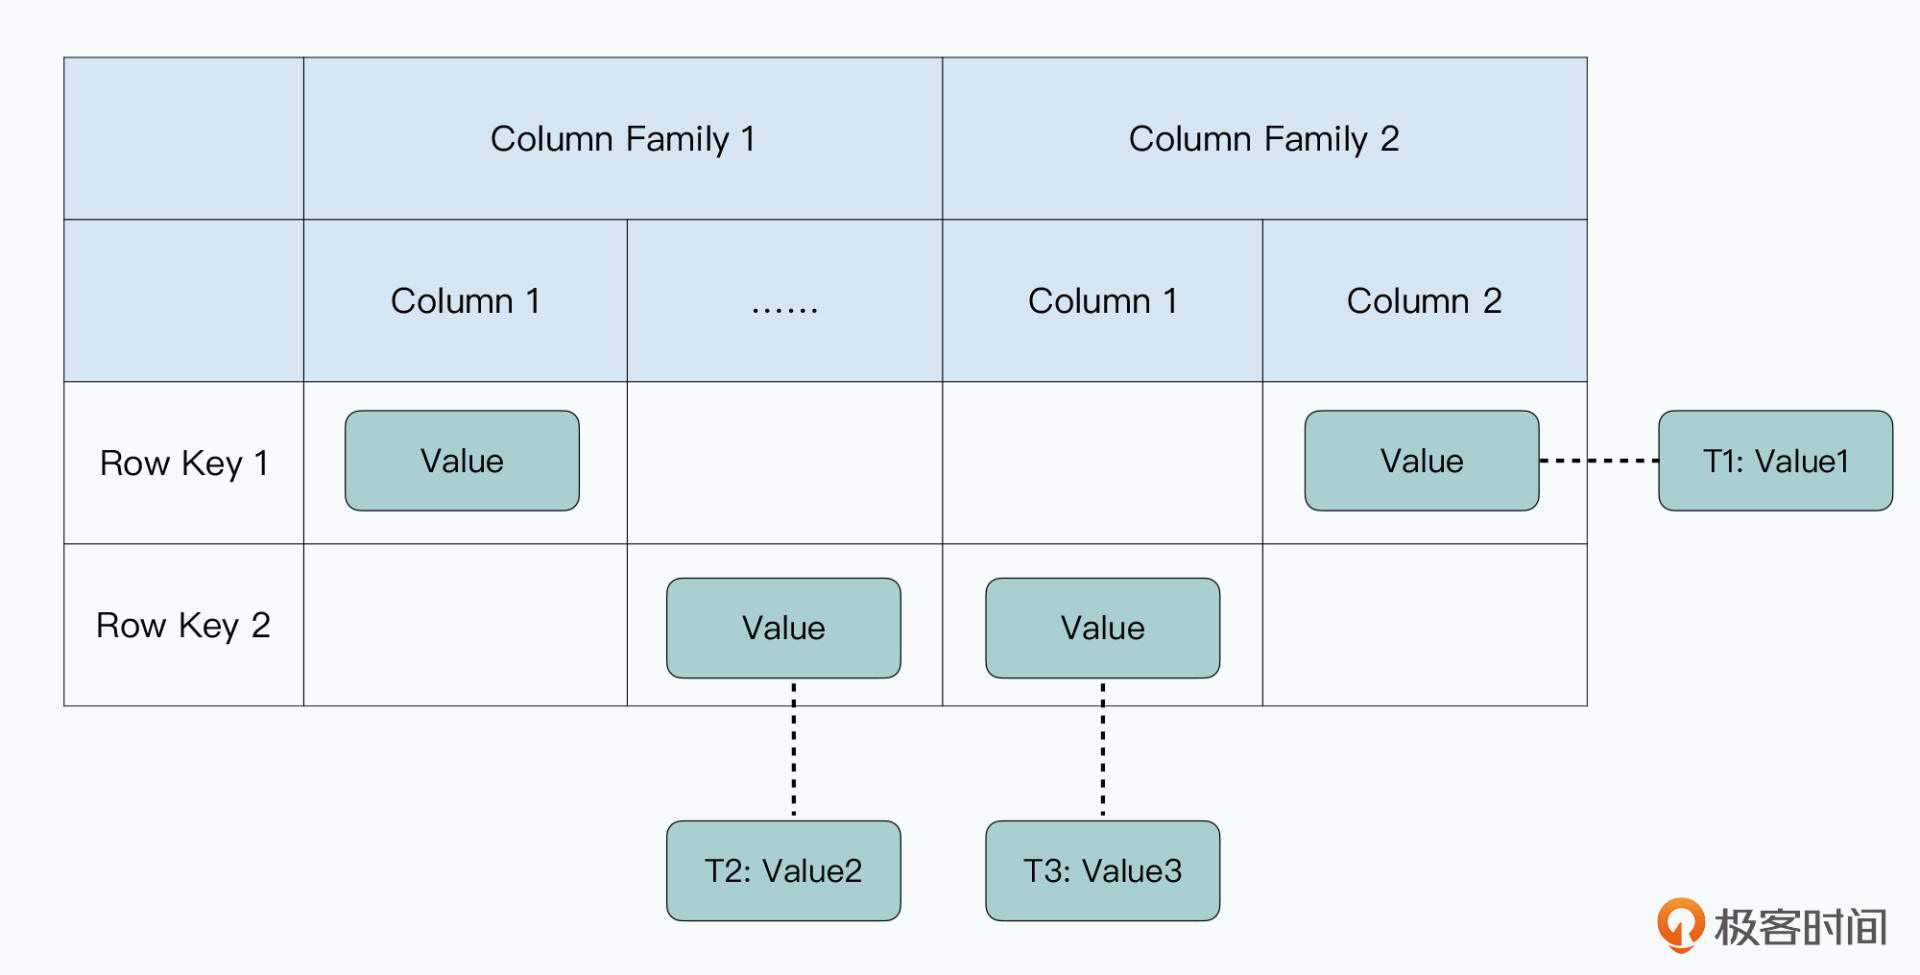 Column Family 1
Column Family 2
Column 1
......
Column 1
Column 2
Row Key 1
Value
Value
T1: Value1
Row Key 2
Value
Value
T2: Value2
T3: Value3
极客时间